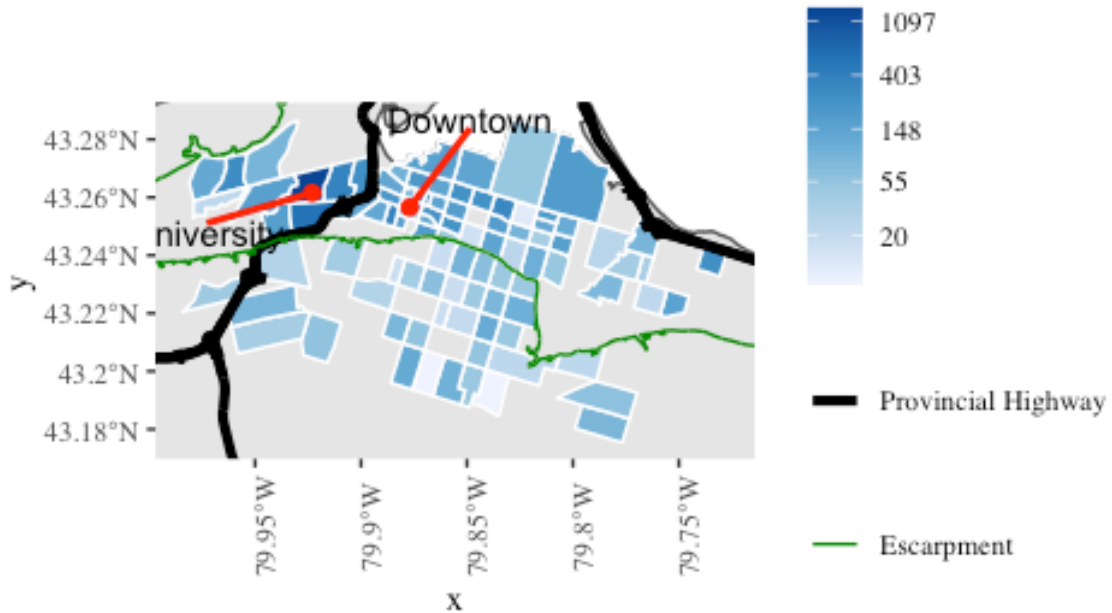 1097
403
148
55
20
Downtown
niversity
43.28°N
43.26°N
43.24°N
43.22°N
43.2°N
43.18°N
y
79.95°W
79.9°W
79.85°W
79.8°W
79.75°W
x
Provincial Highway
Escarpment